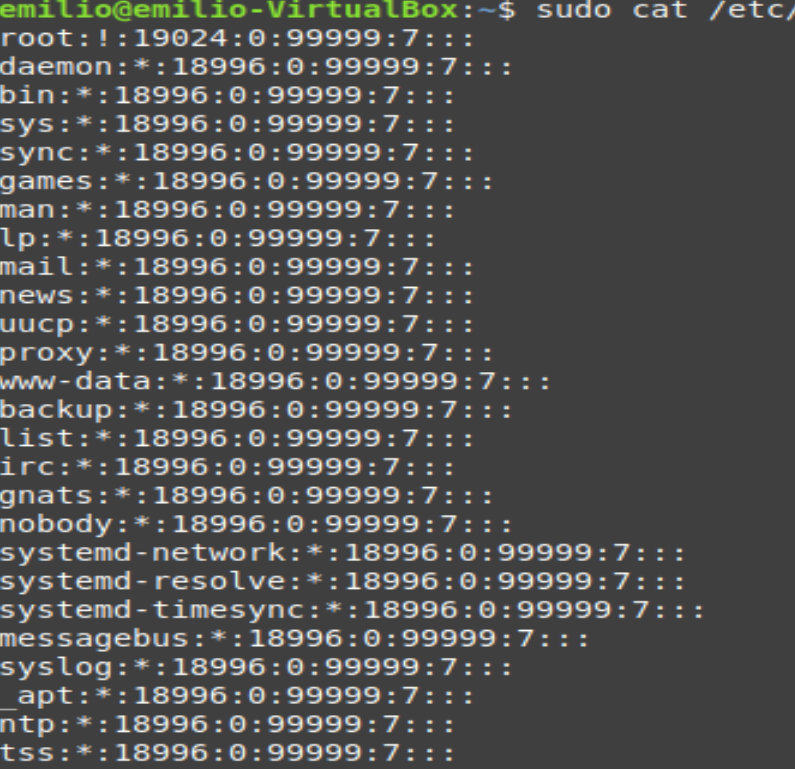 emilio@emilio-VirtualBox:~$ sudo cat /etc/
root:!:19024:0:99999:7:::
daemon:*:18996:0:99999:7:::
bin:*:18996:0:99999:7:::
sys:*:18996:0:99999:7:::
sync:*:18996:0:99999:7:::
games:*:18996:0:99999:7:::
man:*:18996:0:99999:7:::
lp:*:18996:0:99999:7:::
mail:*:18996:0:99999:7:::
news:*:18996:0:99999:7:::
uucp:*:18996:0:99999:7:::
proxy:*:18996:0:99999:7:::
www-data:*:18996:0:99999:7:::
backup:*:18996:0:99999:7:::
list:*:18996:0:99999:7:::
irc:*:18996:0:99999:7:::
gnats:*:18996:0:99999:7:::
nobody:*:18996:0:99999:7:::
systemd-network:*:18996:0:99999:7:::
systemd-resolve:*:18996:0:99999:7:::
systemd-timesync:*:18996:0:99999:7:::
messagebus:*:18996:0:99999:7:::
syslog:*:18996:0:99999:7:::
_apt:*:18996:0:99999:7:::
ntp:*:18996:0:99999:7:::
tss:*:18996:0:99999:7:::